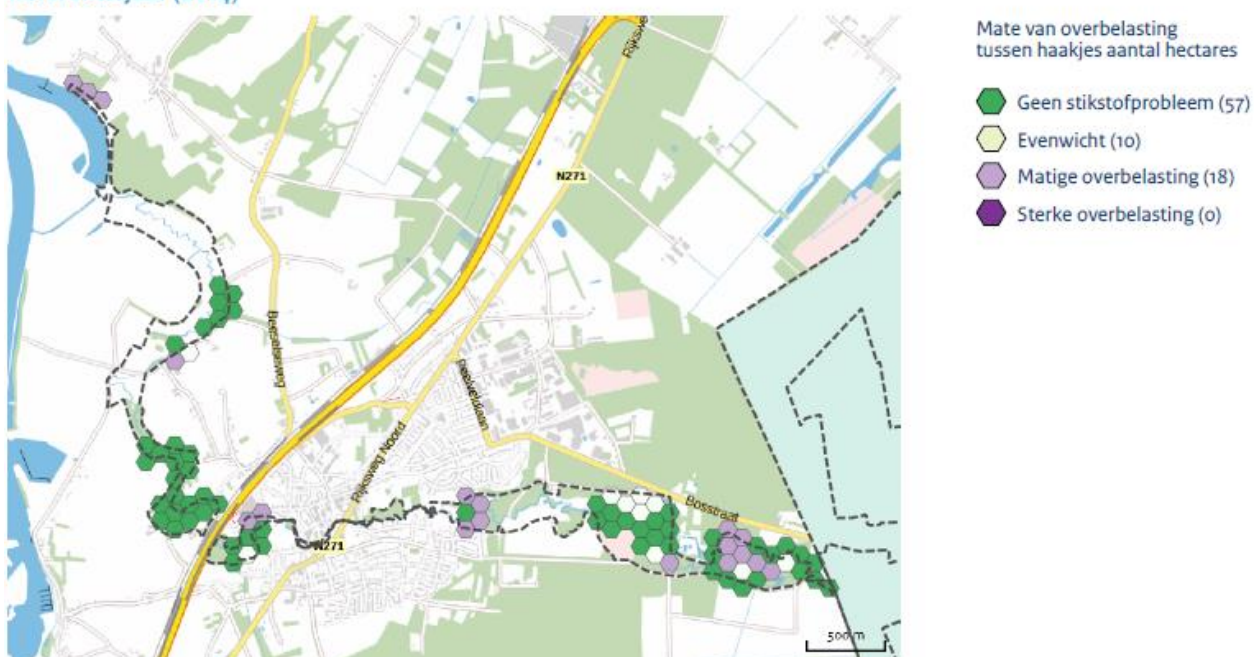 Mate van overbelasting
tussen haakjes aantal hectares
Geen stikstofprobleem (57)
Evenwicht (10)
Matige overbelasting (18)
Sterke overbelasting (0)
N271
Rijksweg Noord
Bosstraat
N271
500 m